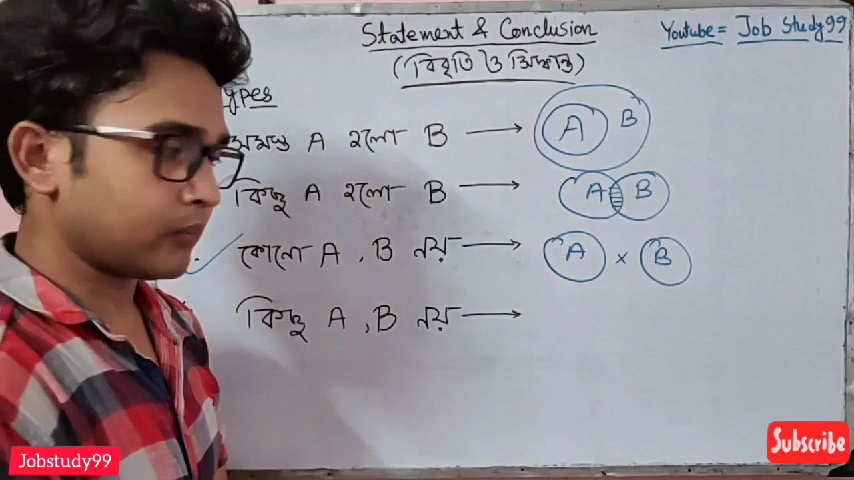 Statement & Conclusion
Youtube = Job Study99
(বিবৃতি ও সিদ্ধান্ত)
ypes
সমস্ত A হলো B → A B
কিছু A হলো B → A B
কোনো A , B নয় → A x B
কিছু A , B নয় →
Subscribe
Jobstudy99